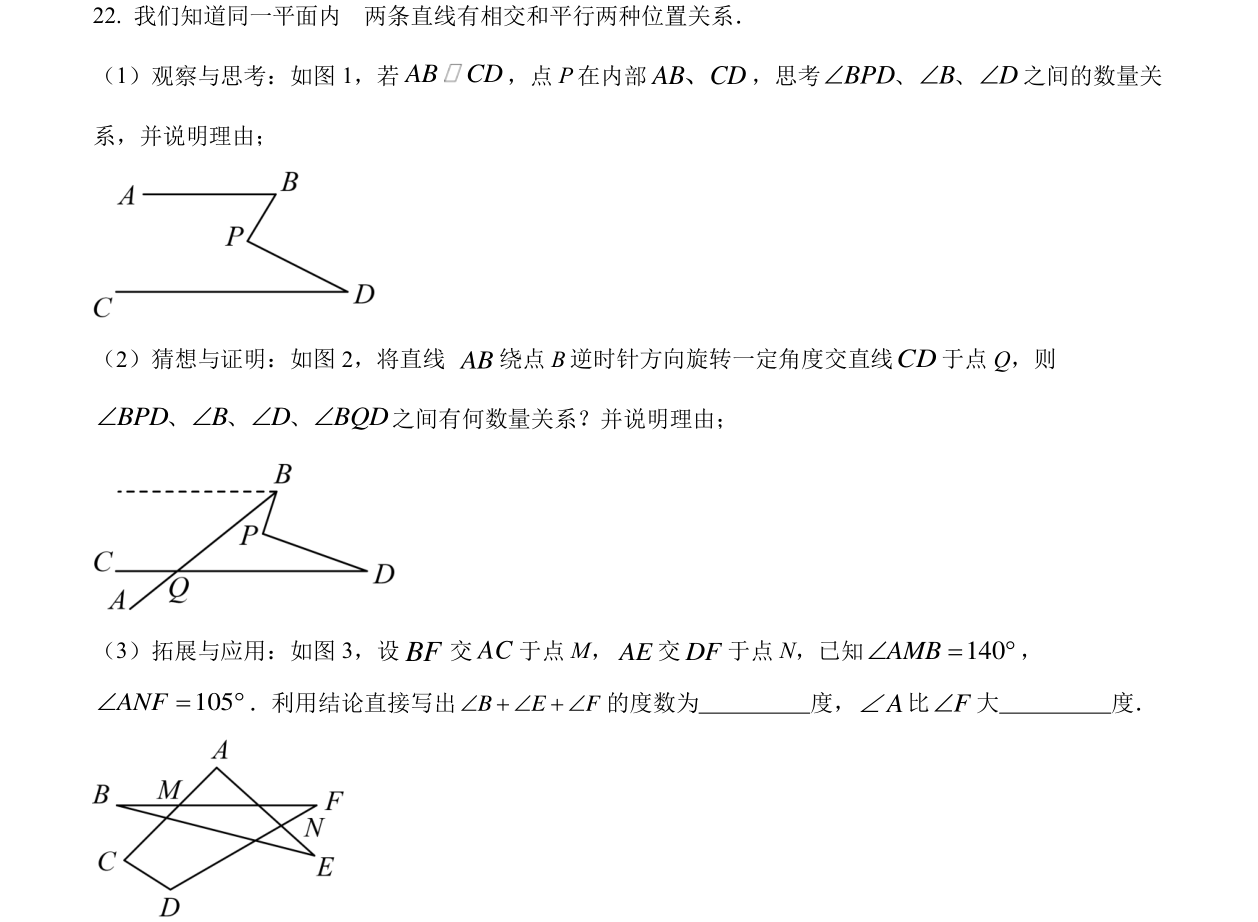 22. 我们知道同一平面内 两条直线有相交和平行两种位置关系．
（1）观察与思考：如图 1，若 AB▱CD，点 P 在内部 AB、CD，思考∠BPD、∠B、∠D 之间的数量关
系，并说明理由；
A
B
P
C
D
（2）猜想与证明：如图 2，将直线 AB 绕点 B 逆时针方向旋转一定角度交直线 CD 于点 Q，则
∠BPD、∠B、∠D、∠BQD 之间有何数量关系？并说明理由；
B
P
C
D
A
Q
（3）拓展与应用：如图 3，设 BF 交 AC 于点 M，AE 交 DF 于点 N，已知∠AMB＝140°，
∠ANF＝105°．利用结论直接写出∠B+∠E+∠F 的度数为__________度，∠A 比∠F 大__________度．
A
B
M
F
N
C
E
D